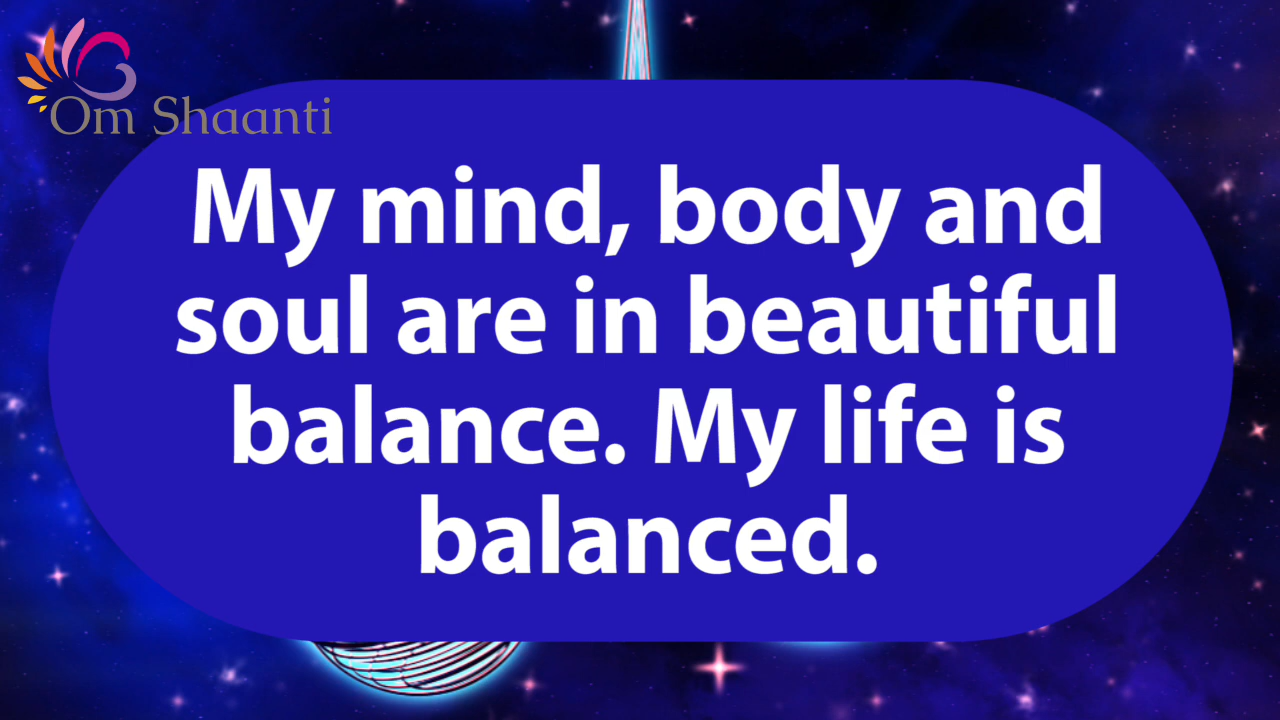 Om Shaanti
My mind, body and
soul are in beautiful
balance. My life is
balanced.